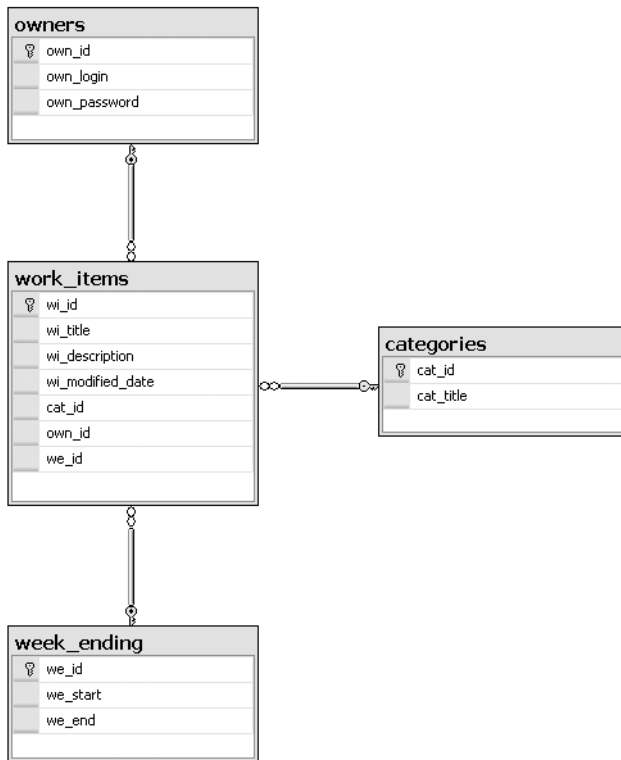 owners
own_id
own_login
own_password
work_items
wi_id
wi_title
wi_description
wi_modified_date
cat_id
own_id
we_id
categories
cat_id
cat_title
week_ending
we_id
we_start
we_end